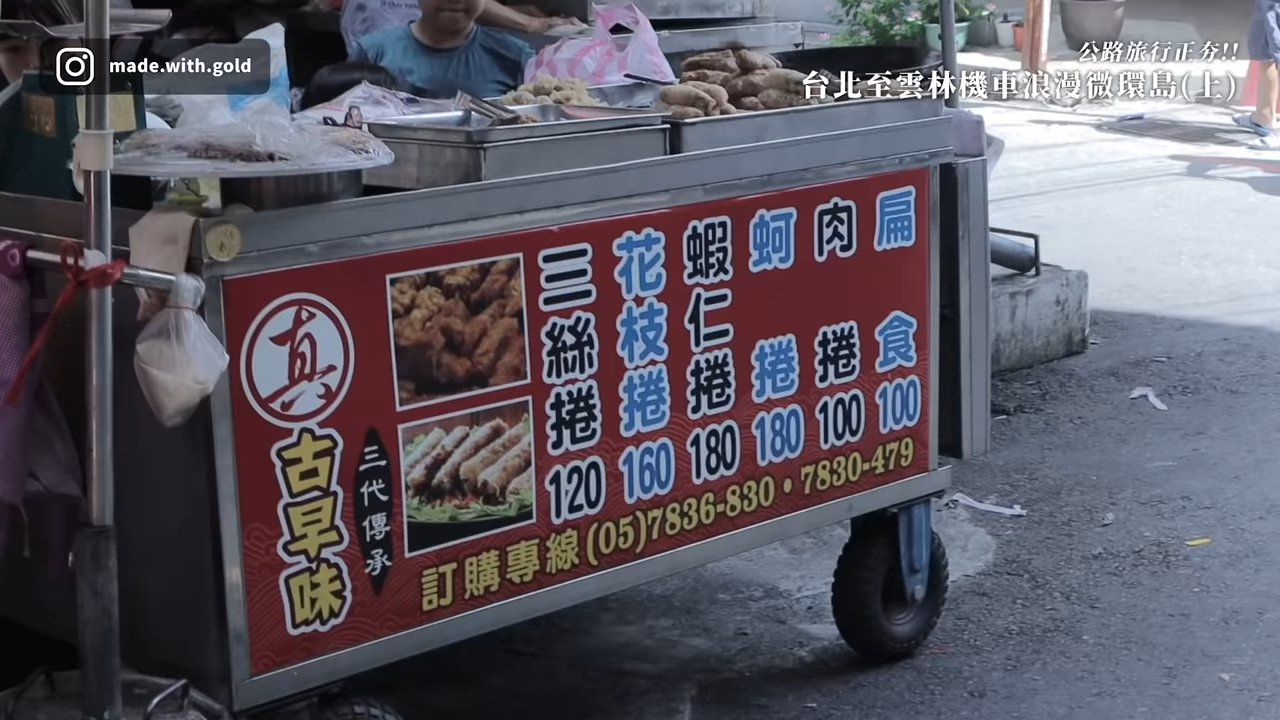 made.with.gold
公路旅行正夯!!
台北至雲林機車浪漫微環島(上)
真
古早味
三代傳承
三絲捲 120
花枝捲 160
蝦仁捲 180
蚵捲 180
肉捲 100
扁食 100
訂購專線(05)7836-830・7830-479